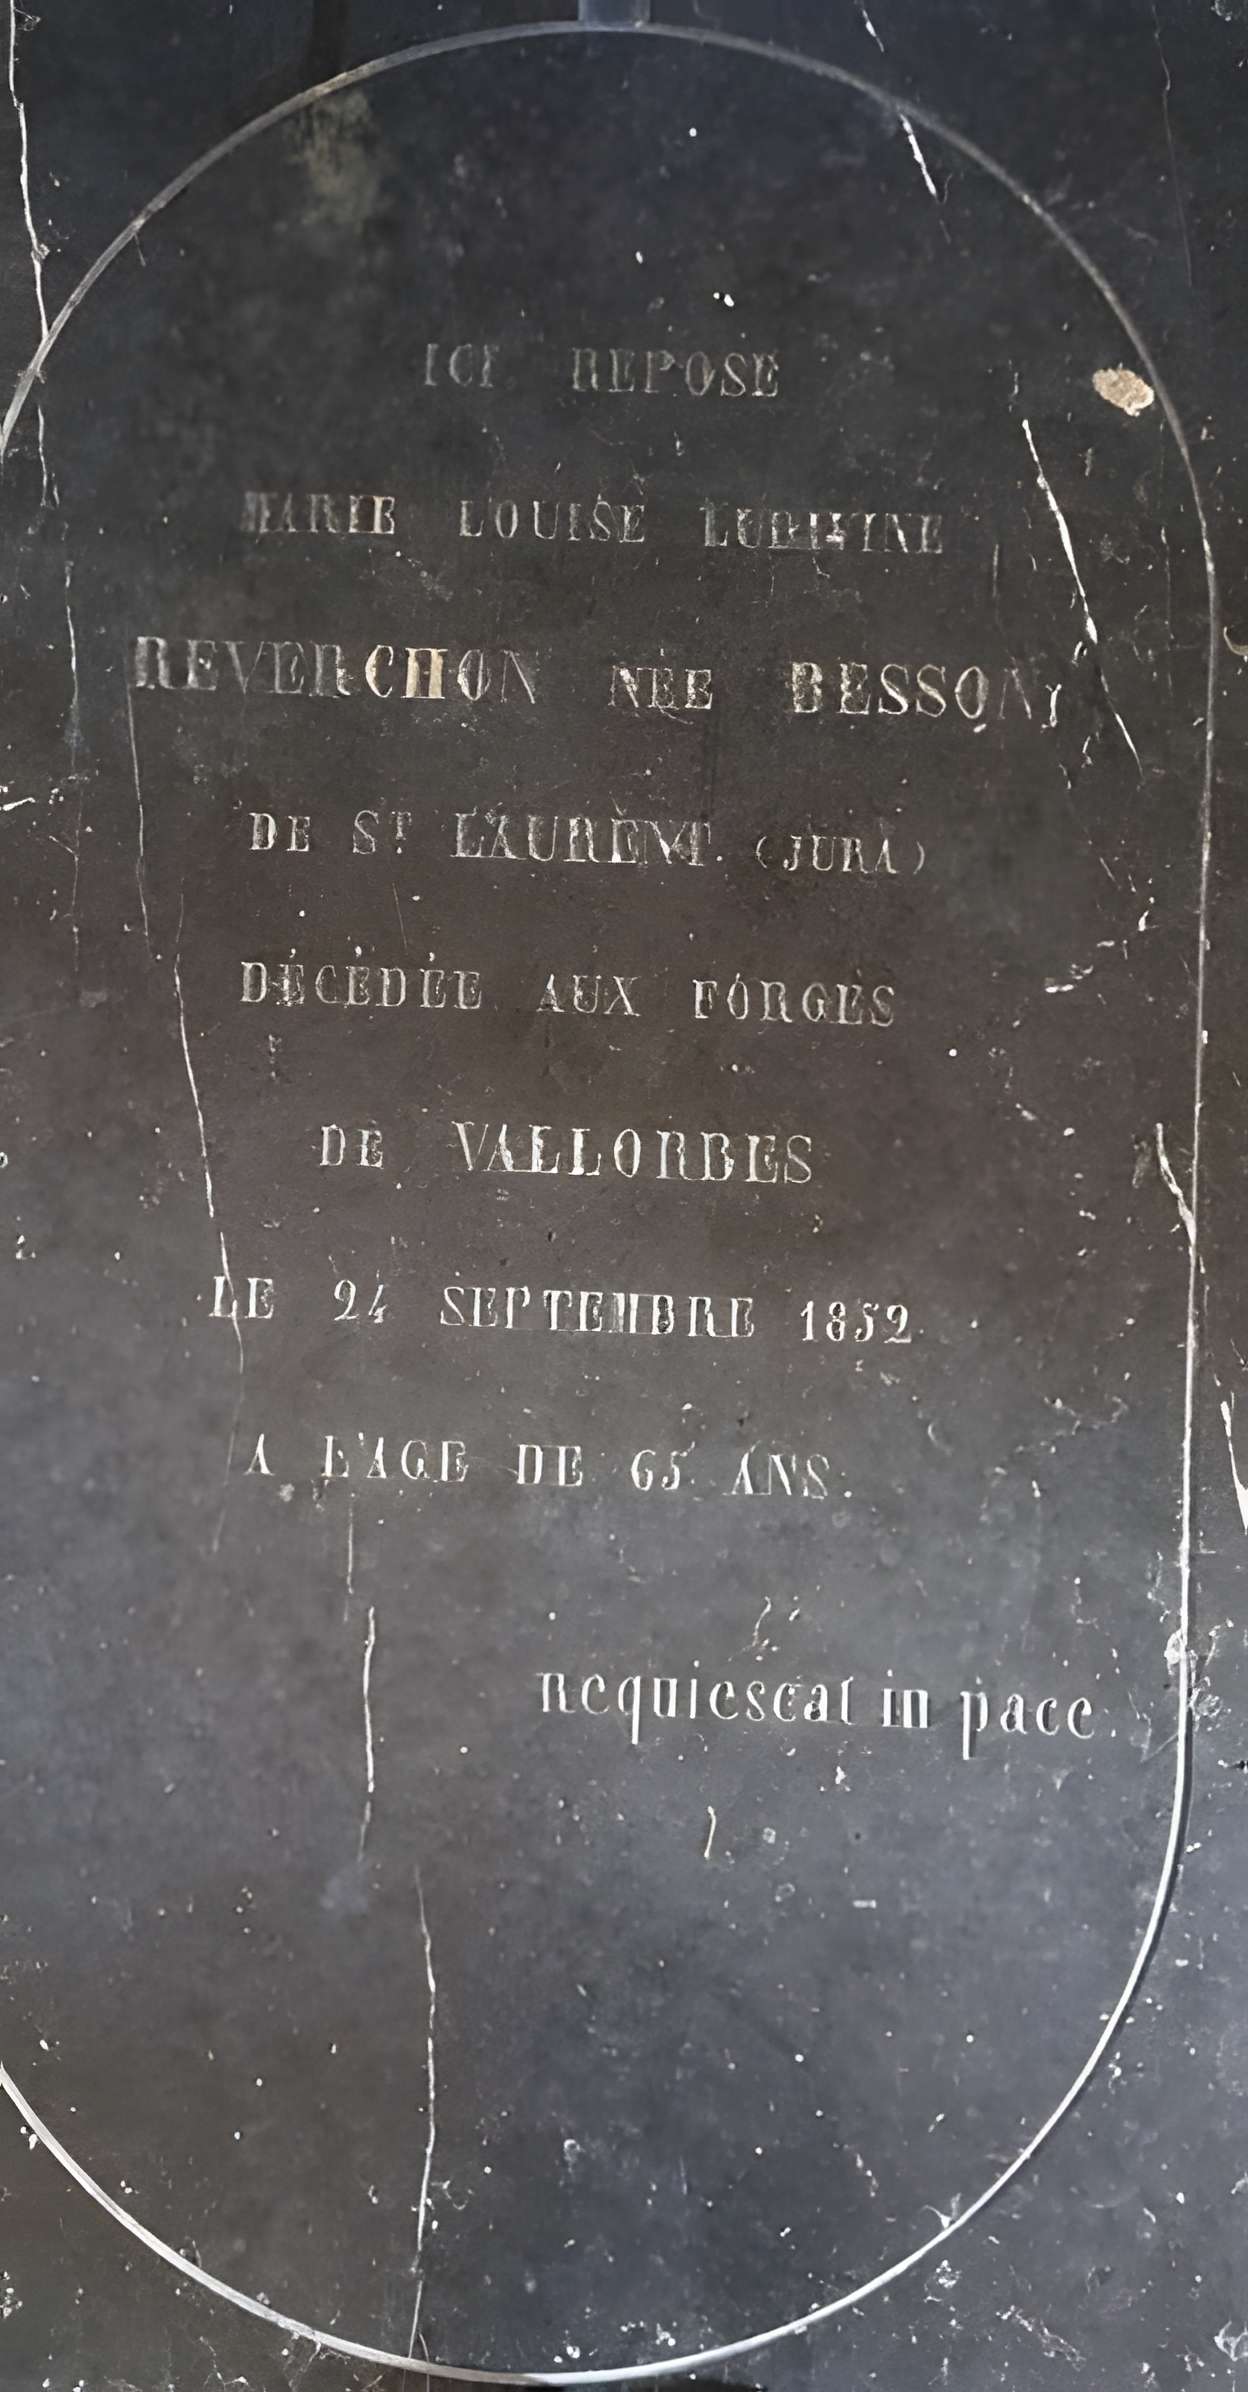 ICI REPOSE
MARIE LOUISE LUDIVINE
REVERCHON NÉE BESSON,
DE ST LAURENT (JURA)
DÉCÉDÉE AUX FORGES
DE VALLORBES
LE 24 SEPTEMBRE 1852
A L'AGE DE 65 ANS.
Requiescat in pace.